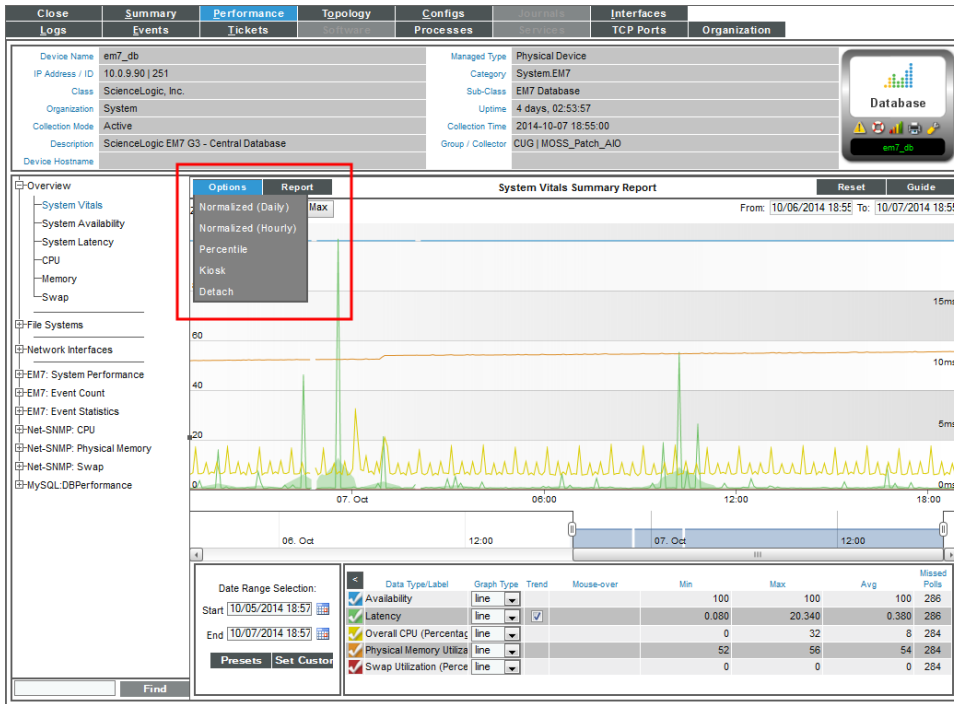 Close Summary Performance Topology Configs Journals Interfaces
Logs Events Tickets Software Processes Services TCP Ports Organization
Device Name em7_db Managed Type Physical Device
IP Address / ID 10.0.9.90 | 251 Category System.EM7
Class ScienceLogic, Inc. Sub-Class EM7 Database
Organization System Uptime 4 days, 02:53:57
Collection Mode Active Collection Time 2014-10-07 18:55:00
Description ScienceLogic EM7 G3 - Central Database Group / Collector CUG | MOSS_Patch_AIO
Device Hostname
Database
em7_db
Overview
System Vitals
System Availability
System Latency
CPU
Memory
Swap
File Systems
Network Interfaces
EM7: System Performance
EM7: Event Count
EM7: Event Statistics
Net-SNMP: CPU
Net-SNMP: Physical Memory
Net-SNMP: Swap
MySQL:DBPerformance
Find
Options Report System Vitals Summary Report Reset Guide
Max From: 10/06/2014 18:55 To: 10/07/2014 18:55
Normalized (Daily)
Normalized (Hourly)
Percentile
Kiosk
Detach
15ms
60
10ms
40
5ms
20
0 0ms
07. Oct 06:00 12:00 18:00
06. Oct 12:00 07. Oct 12:00
Date Range Selection:
Start 10/05/2014 18:57
End 10/07/2014 18:57
Presets Set Custor
< Data Type/Label Graph Type Trend Mouse-over Min Max Avg Missed Polls
Availability line 100 100 100 286
Latency line 0.080 20.340 0.380 286
Overall CPU (Percentag line 0 32 8 284
Physical Memory Utiliza line 52 56 54 284
Swap Utilization (Perce line 0 0 0 284